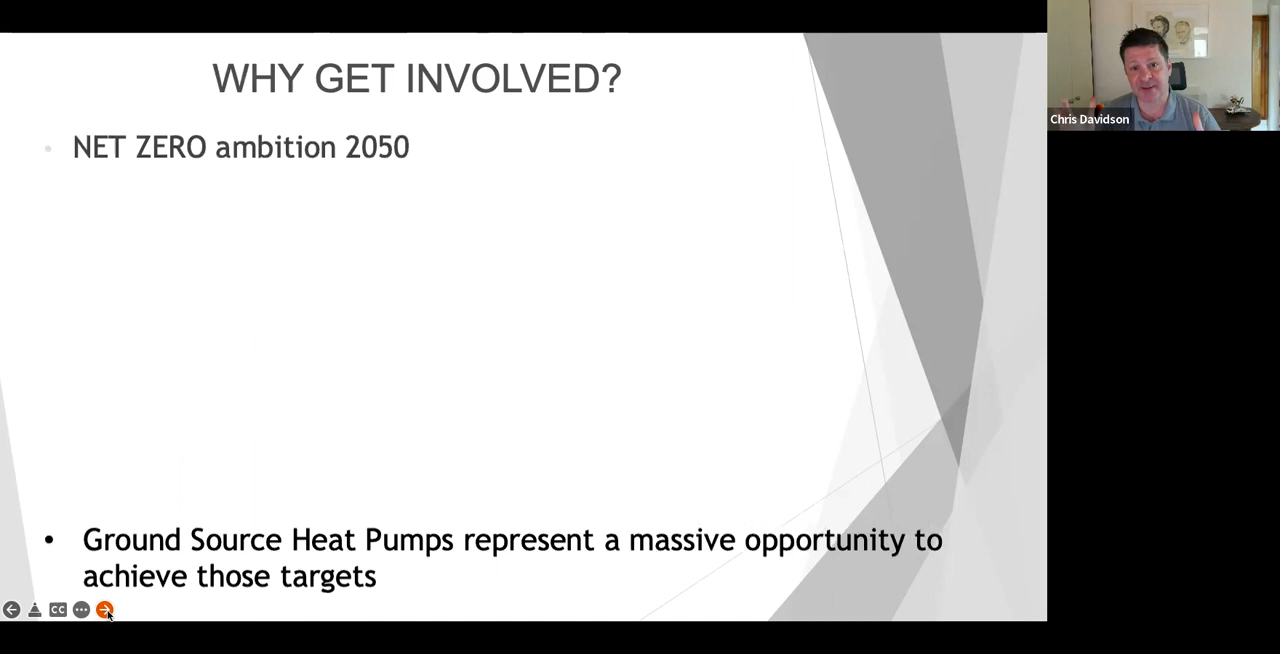 WHY GET INVOLVED?
• NET ZERO ambition 2050
• Ground Source Heat Pumps represent a massive opportunity to
achieve those targets
CC
Chris Davidson